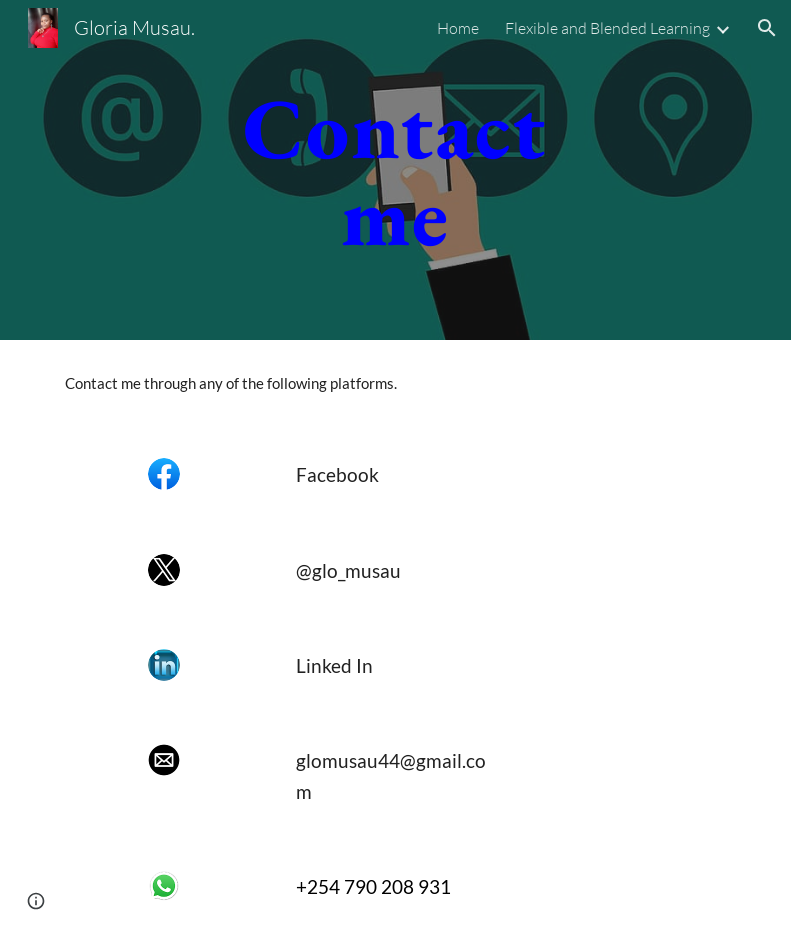 Gloria Musau.
Home
Flexible and Blended Learning
@
Contact
me
Contact me through any of the following platforms.
Facebook
@glo_musau
in
Linked In
glomusau44@gmail.co
m
+254 790 208 931